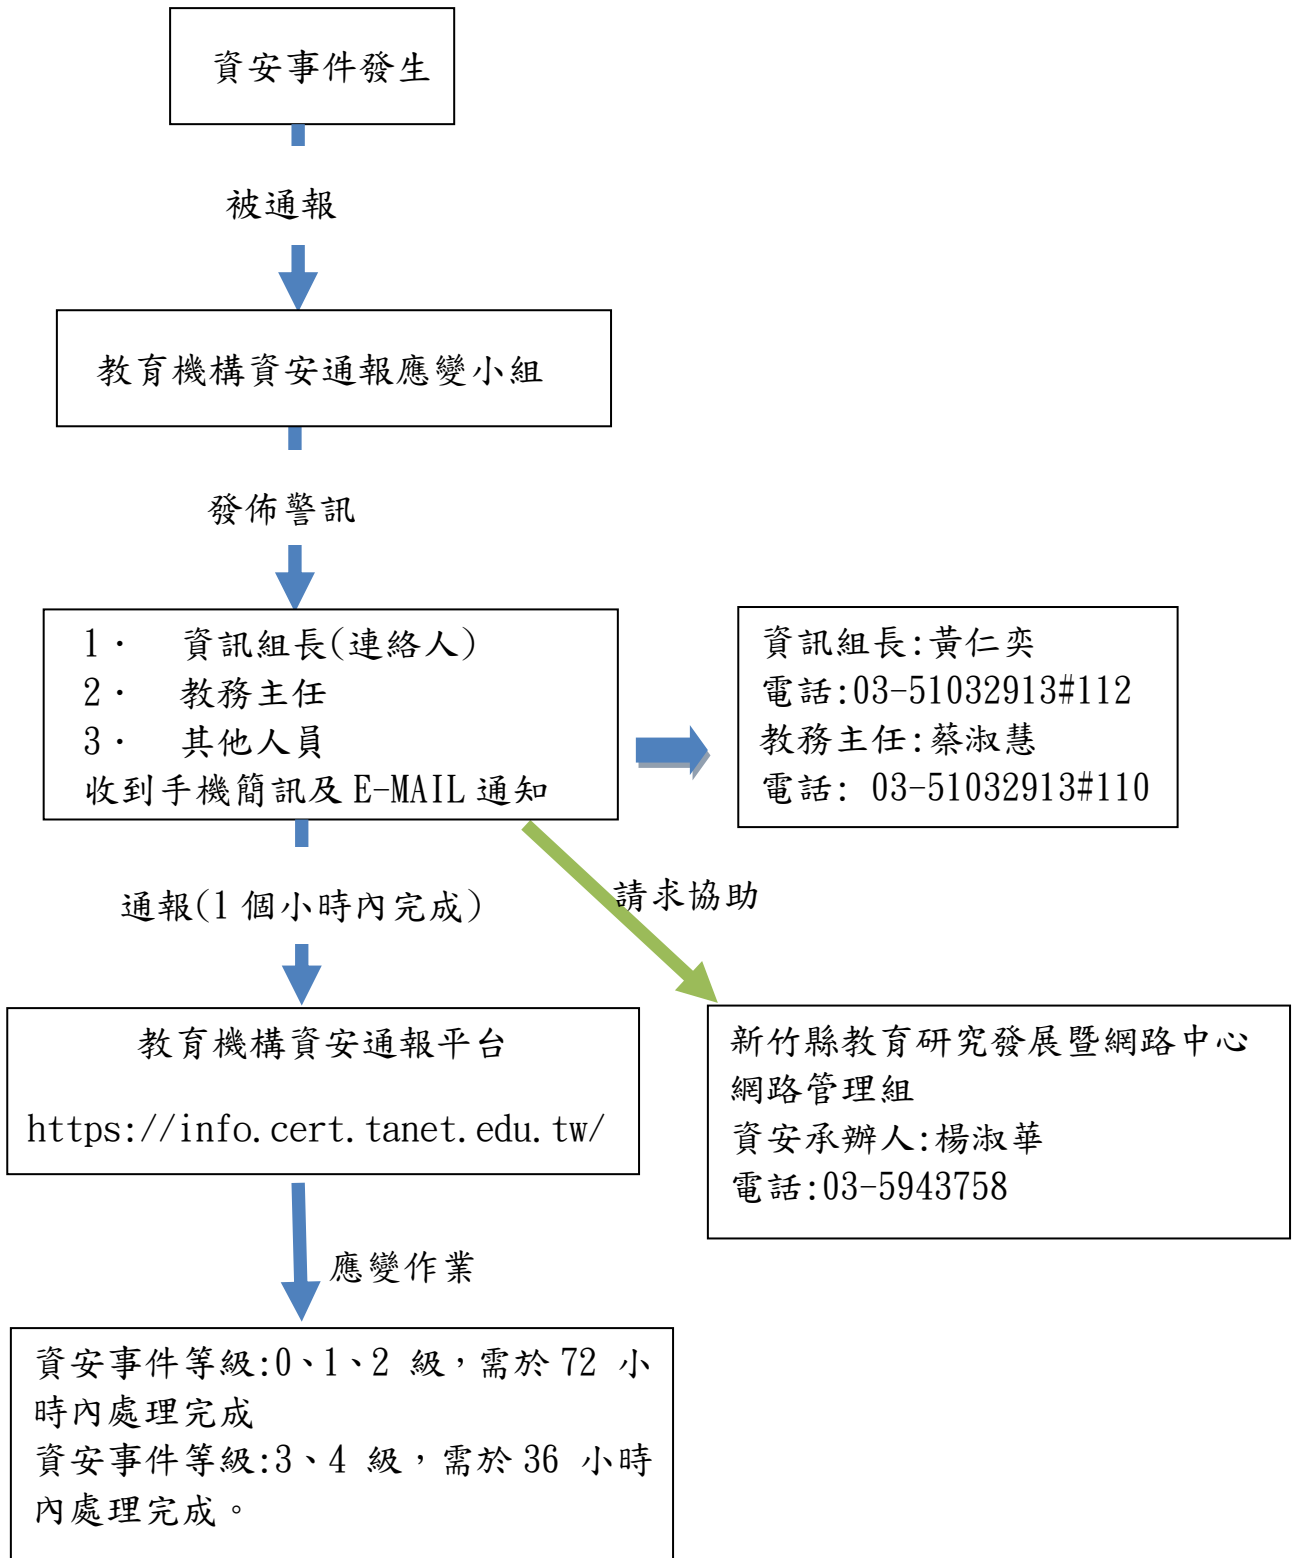 資安事件發生
被通報
教育機構資安通報應變小組
發佈警訊
1. 資訊組長(連絡人)
2. 教務主任
3. 其他人員
收到手機簡訊及 E-MAIL 通知
資訊組長:黃仁奕
電話:03-51032913#112
教務主任:蔡淑慧
電話: 03-51032913#110
通報(1 個小時內完成)
請求協助
教育機構資安通報平台
https://info.cert.tanet.edu.tw/
新竹縣教育研究發展暨網路中心
網路管理組
資安承辦人:楊淑華
電話:03-5943758
應變作業
資安事件等級:0、1、2 級，需於 72 小
時內處理完成
資安事件等級:3、4 級，需於 36 小時
內處理完成。